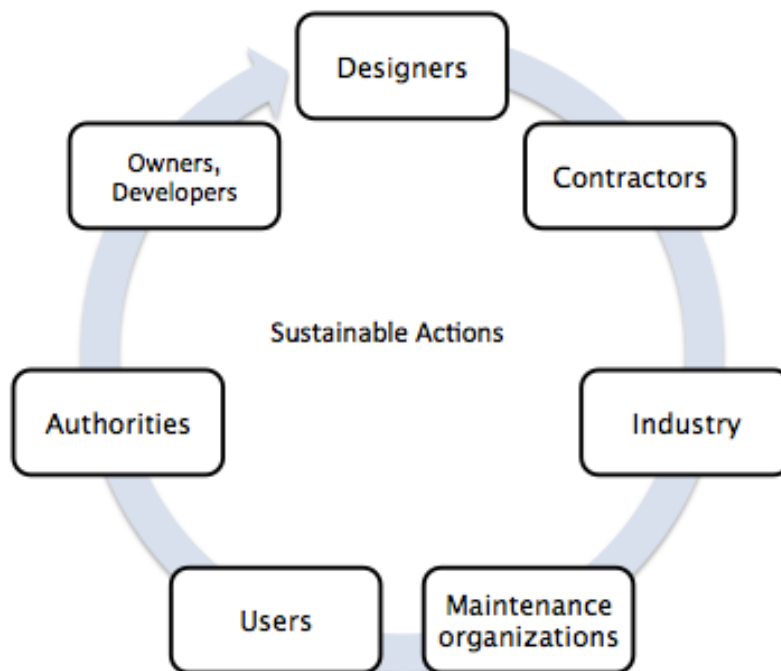 Designers
Contractors
Industry
Maintenance
organizations
Users
Authorities
Owners,
Developers
Sustainable Actions